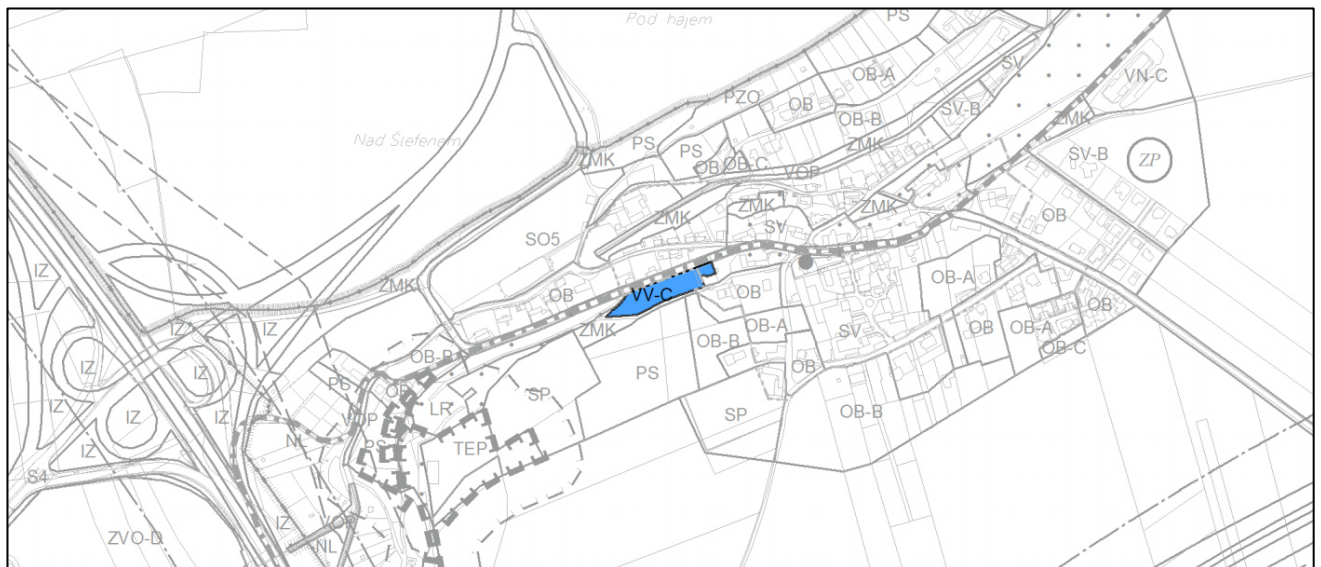 Pod hájem
PS
OB-A
SV
VN-C
PZO
OB
SV-B
OB-B
ZMK
Nad Štefenem
PS
ZMK
ZMK
PS
OB
OB-C
VOP
SV-B
ZP
ZMK
ZMK
ZMK
OB
SO5
SV
IZ
ZMK
OB
VV-C
OB
OB-A
OB
IZ
IZ
ZMK
OB-A
OB
OB-A
SV
OB-B
OB-C
OB-B
IZ
IZ
PS
OB
PS
SP
OB
IZ
IZ
IZ
VOP
LR
SP
OB-B
NL
PS
TEP
IZ
S4
IZ
VOP
ZVO-D
NL